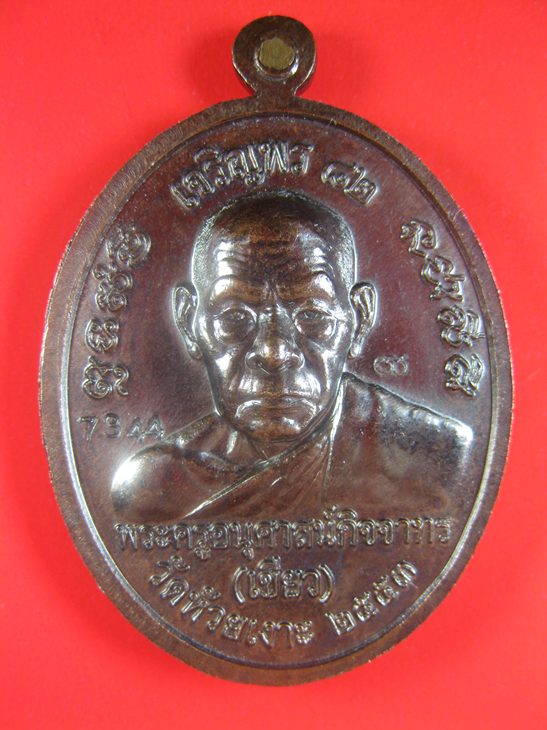 เจริญพร ๘๒
7344
พระครูอนุศาสน์กิจจาทร
(เขียว)
วัดห้วยเงาะ ๒๕๕๓